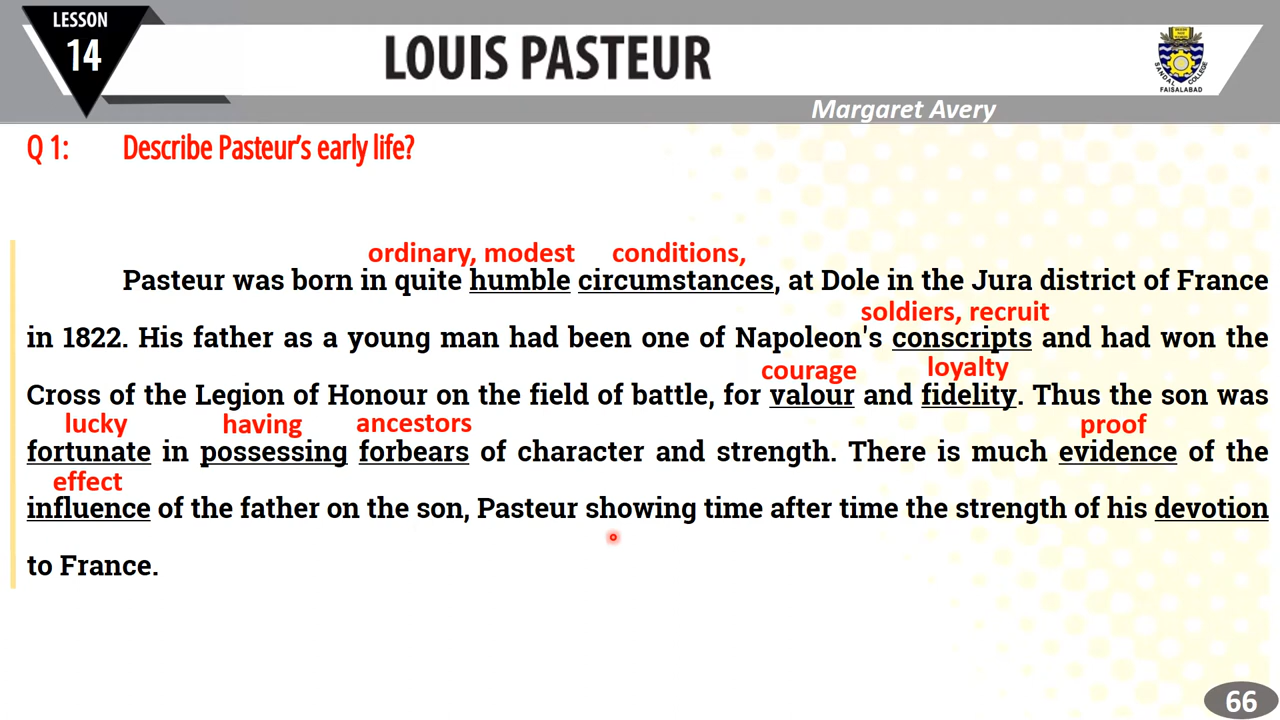 LESSON
14
LOUIS PASTEUR
SANDAL COLLEGE
FAISALABAD
Margaret Avery
Q 1: Describe Pasteur's early life?
ordinary, modest conditions,
Pasteur was born in quite humble circumstances, at Dole in the Jura district of France
soldiers, recruit
in 1822. His father as a young man had been one of Napoleon's conscripts and had won the
courage loyalty
Cross of the Legion of Honour on the field of battle, for valour and fidelity. Thus the son was
lucky having ancestors proof
fortunate in possessing forbears of character and strength. There is much evidence of the
effect
influence of the father on the son, Pasteur showing time after time the strength of his devotion
to France.
66